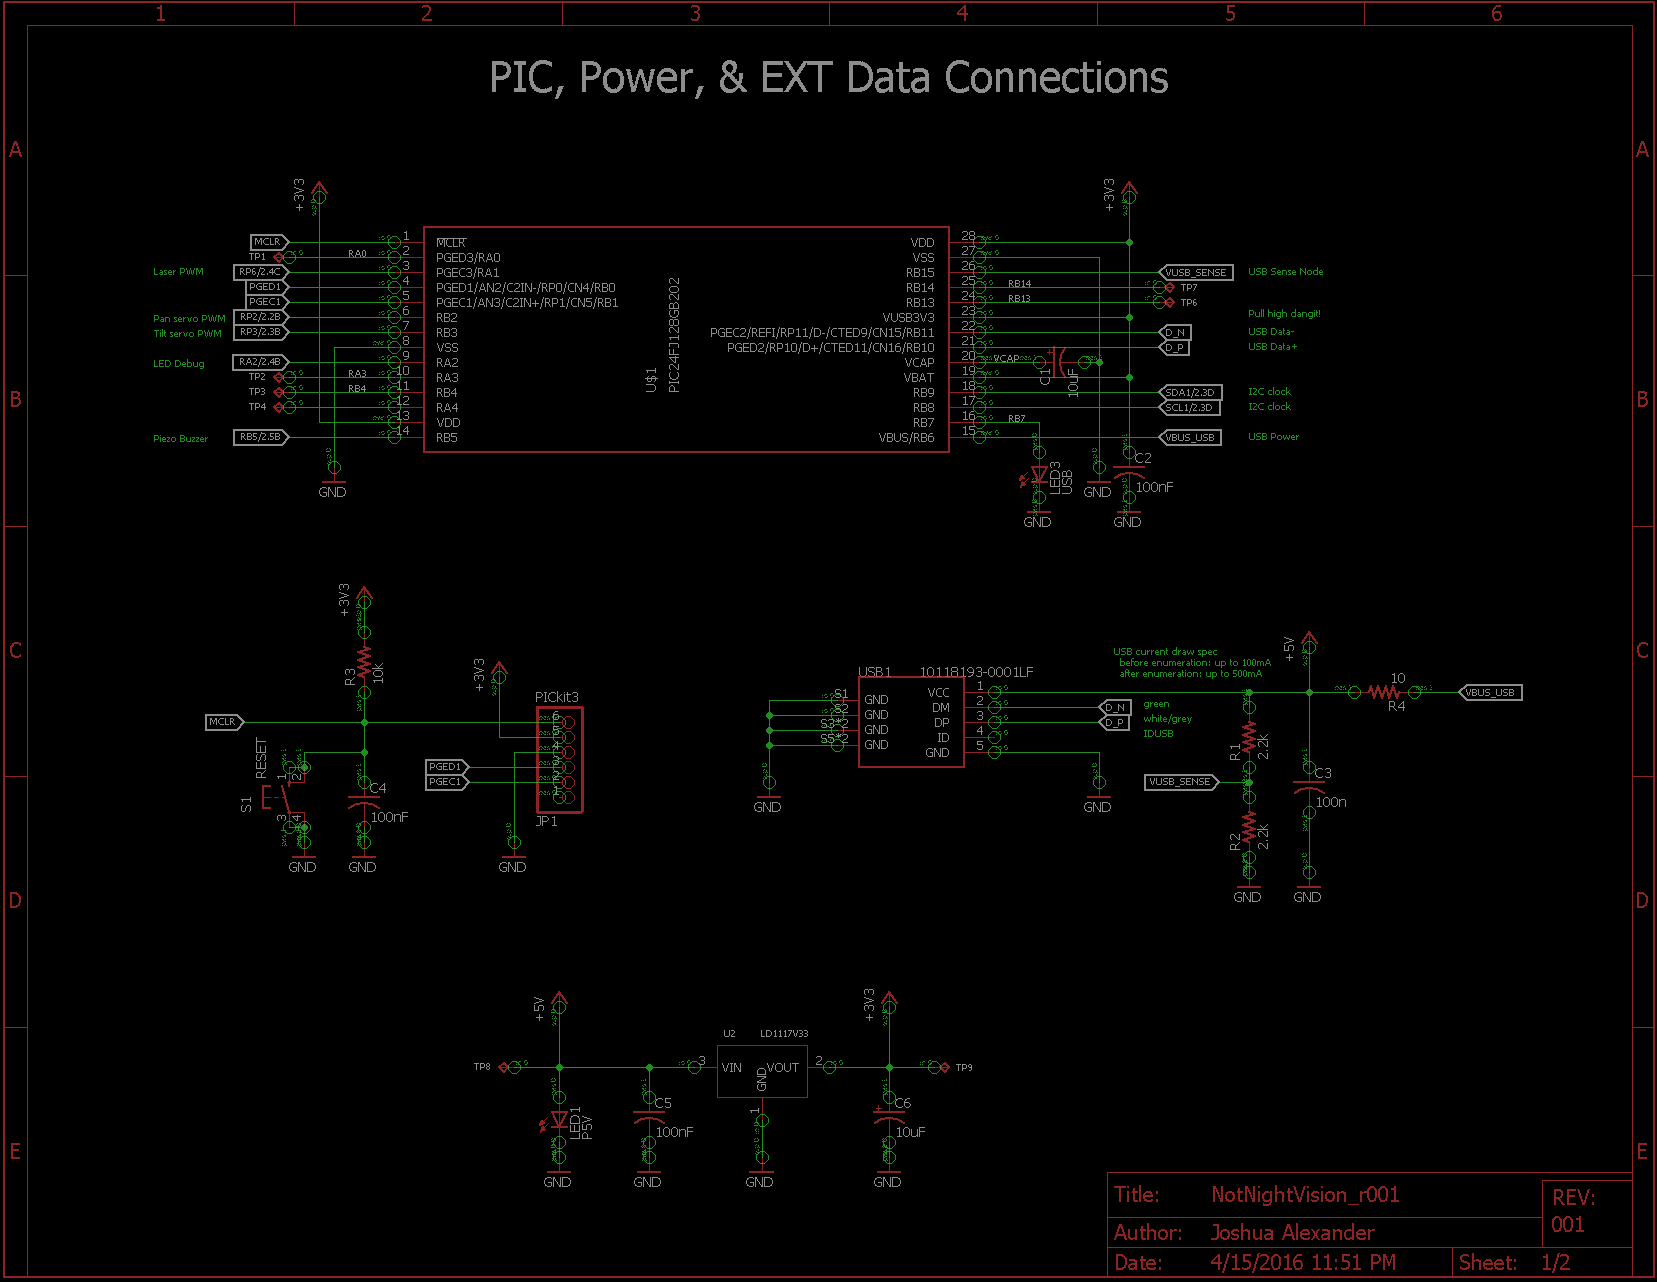 1 2 3 4 5 6
PIC, Power, & EXT Data Connections
A A
B B
C C
D D
E E
+3V3
+3V3
MCLR 1 MCLR
TP1 RA0 2 PGED3/RA0
Laser PWM RP6/2.4C 3 PGEC3/RA1
PGED1 4 PGED1/AN2/C2IN-/RP0/CN4/RB0
PGEC1 5 PGEC1/AN3/C2IN+/RP1/CN5/RB1
Pan servo PWM RP2/2.2B 6 RB2
Tilt servo PWM RP3/2.3B 7 RB3
8 VSS
LED Debug RA2/2.4B 9 RA2
TP2 RA3 10 RA3
TP3 RB4 11 RB4
TP4 12 RA4
13 VDD
Piezo Buzzer RB5/2.5B 14 RB5
GND
U$1
PIC24FJ128GB202
VDD 28
VSS 27
RB15 26 VUSB_SENSE USB Sense Node
RB14 25 RB14 TP7
RB13 24 RB13 TP6
VUSB3V3 23 Pull high dangit!
PGEC2/REFI/RP11/D-/CTED9/CN15/RB11 22 D_N USB Data-
PGED2/RP10/D+/CTED11/CN16/RB10 21 D_P USB Data+
VCAP 20 VCAP
C1
10uF
VBAT 19
RB9 18 SDA1/2.3D I2C clock
RB8 17 SCL1/2.3D I2C clock
RB7 16 RB7
VBUS/RB6 15 VBUS_USB USB Power
LED3
USB
GND
GND
C2
100nF
GND
+3V3
R3
10k
MCLR
RESET
S1
1 2
3 4
GND
C4
100nF
GND
+3V3
PICkit3
6
5
4
3
2
1
PGED1
PGEC1
JP1
GND
USB1 10118193-0001LF
S1 GND VCC 1
GND DM 2 D_N green
GND DP 3 D_P white/grey
GND ID 4 IDUSB
GND 5
GND
GND
USB current draw spec
before enumeration: up to 100mA
after enumeration: up to 500mA
+5V
10
R4
VBUS_USB
R1
2.2k
VUSB_SENSE
R2
2.2k
GND
C3
100n
GND
+5V
TP8
LED1
P5V
GND
C5
100nF
GND
U2 LD1117V33
3 VIN VOUT 2
GND
1
GND
+3V3
TP9
C6
10uF
GND
Title: NotNightVision_r001
REV:
001
Author: Joshua Alexander
Date: 4/15/2016 11:51 PM
Sheet: 1/2